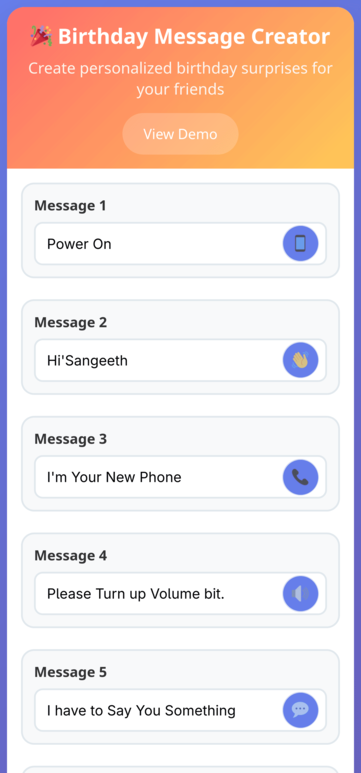 🎉 Birthday Message Creator
Create personalized birthday surprises for
your friends
View Demo
Message 1
Power On
Message 2
Hi'Sangeeth
Message 3
I'm Your New Phone
Message 4
Please Turn up Volume bit.
Message 5
I have to Say You Something